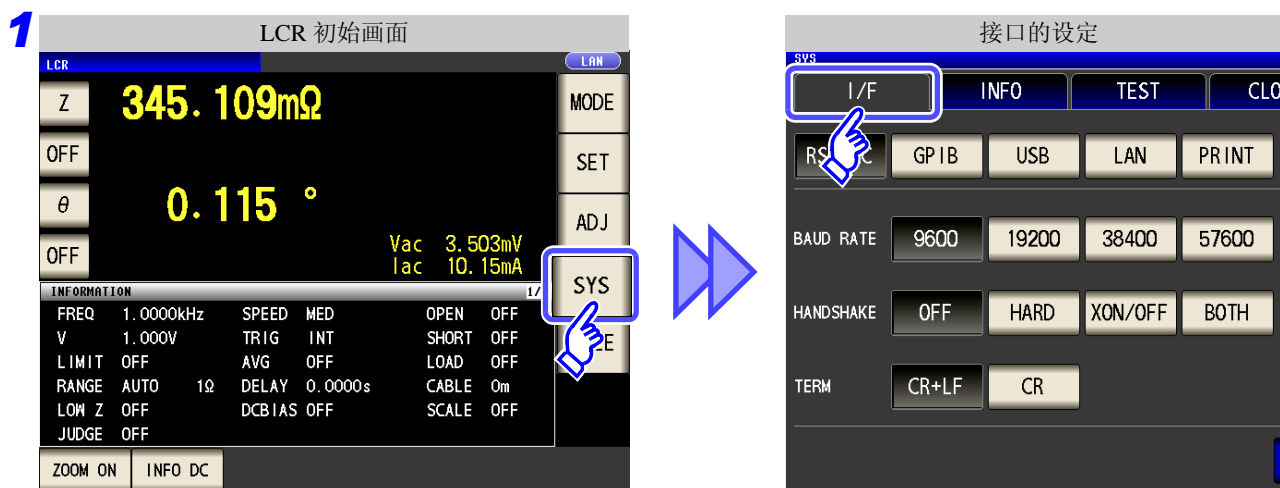 1
LCR 初始画面
LCR
LAN
Z
345.109mΩ
MODE
OFF
SET
θ
0.115 °
ADJ
OFF
Vac 3.503mV
Iac 10.15mA
SYS
INFORMATION 1/
FREQ 1.0000kHz SPEED MED OPEN OFF
V 1.000V TRIG INT SHORT OFF
LIMIT OFF AVG OFF LOAD OFF
RANGE AUTO 1Ω DELAY 0.0000s CABLE 0m
LOW Z OFF DCBIAS OFF SCALE OFF
JUDGE OFF
ZOOM ON INFO DC
接口的设定
SYS
I/F INFO TEST CLO
GPIB USB LAN PRINT
BAUD RATE 9600 19200 38400 57600
HANDSHAKE OFF HARD XON/OFF BOTH
TERM CR+LF CR